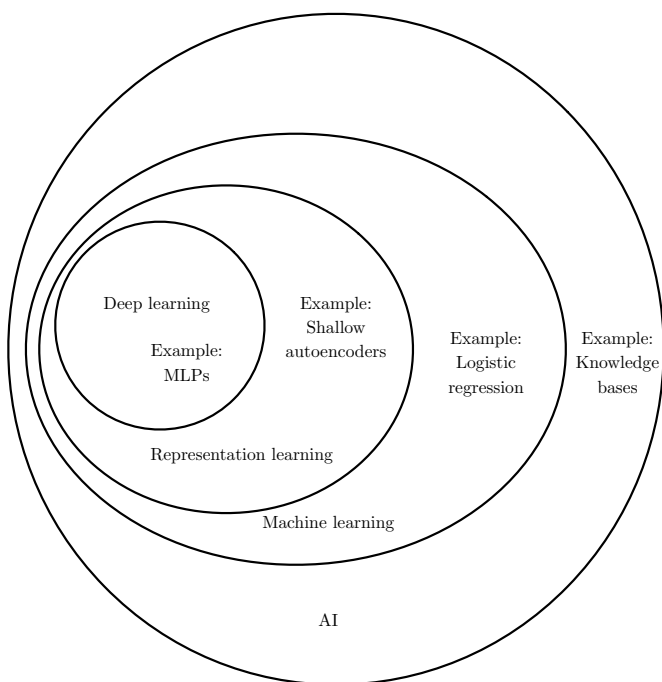 Deep learning
Example:
MLPs
Example:
Shallow
autoencoders
Example:
Logistic
regression
Example:
Knowledge
bases
Representation learning
Machine learning
AI